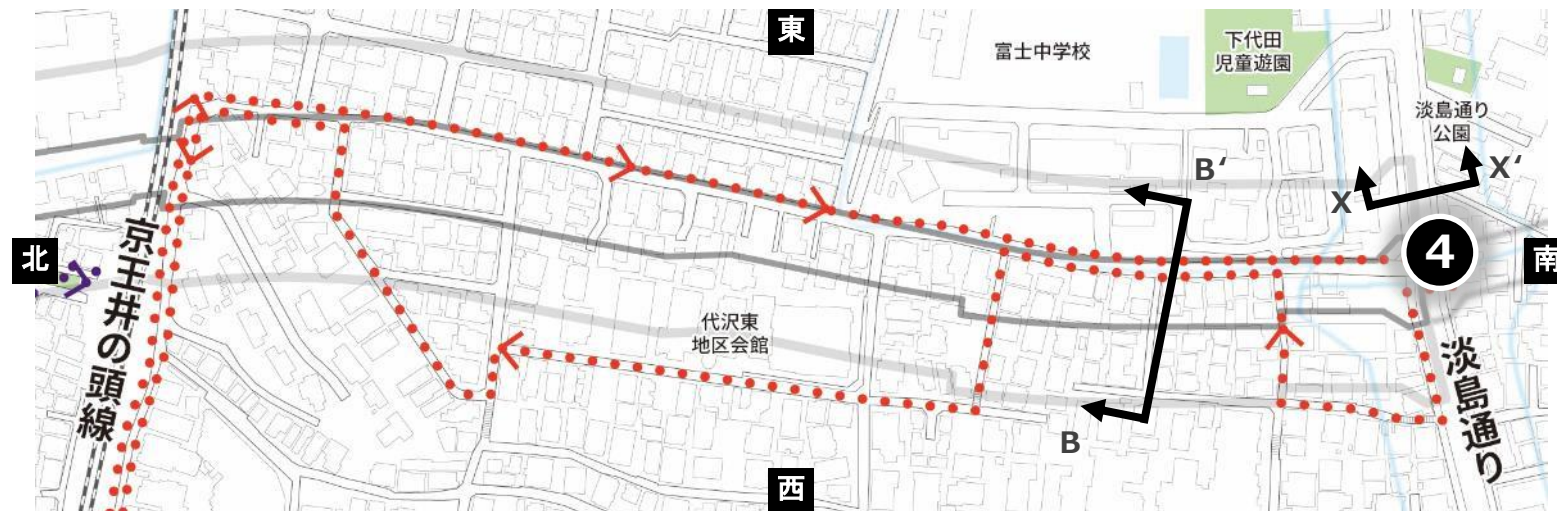 東
富士中学校
下代田
児童遊園
淡島通り
公園
B‘
X
X‘
4
北
南
京王井の頭線
代沢東
地区会館
淡島通り
B
西